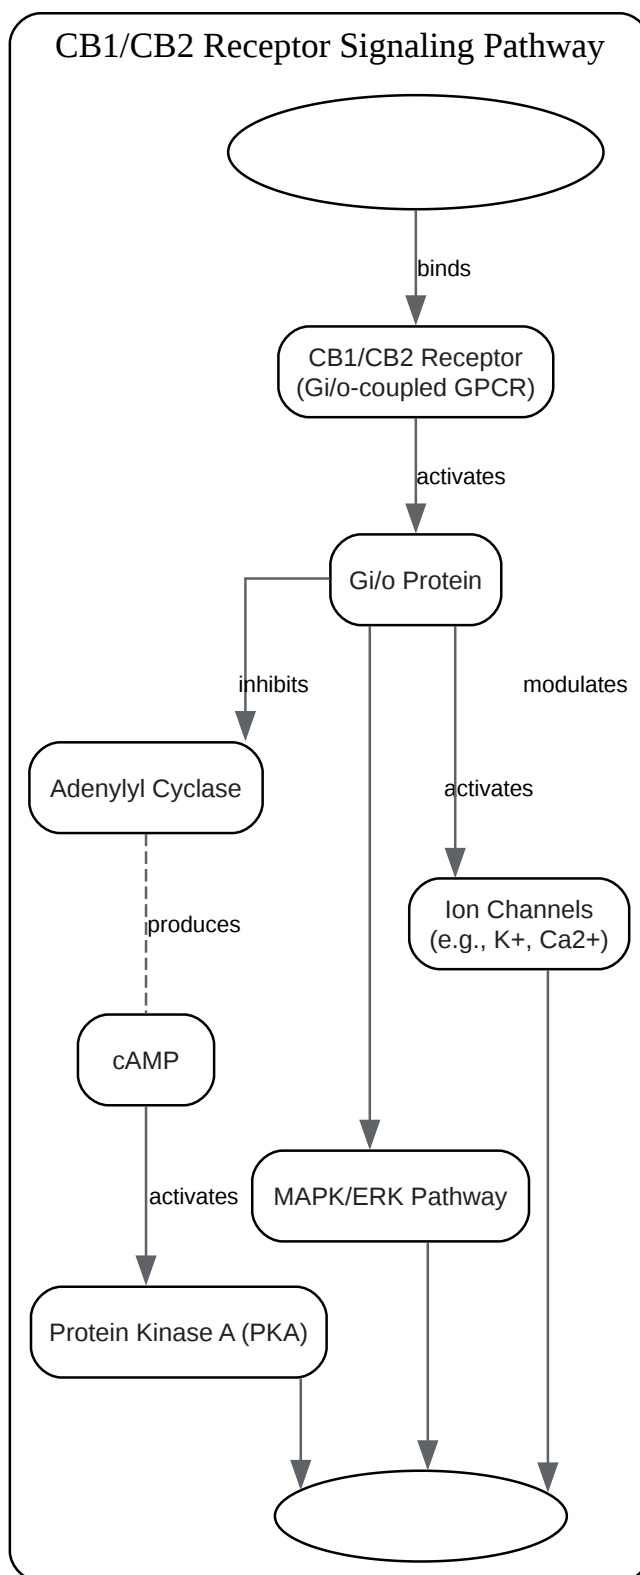 CB1/CB2 Receptor Signaling Pathway
binds
CB1/CB2 Receptor
(Gi/o-coupled GPCR)
activates
Gi/o Protein
inhibits
modulates
Adenylyl Cyclase
activates
Ion Channels
(e.g., K+, Ca2+)
produces
cAMP
activates
MAPK/ERK Pathway
Protein Kinase A (PKA)